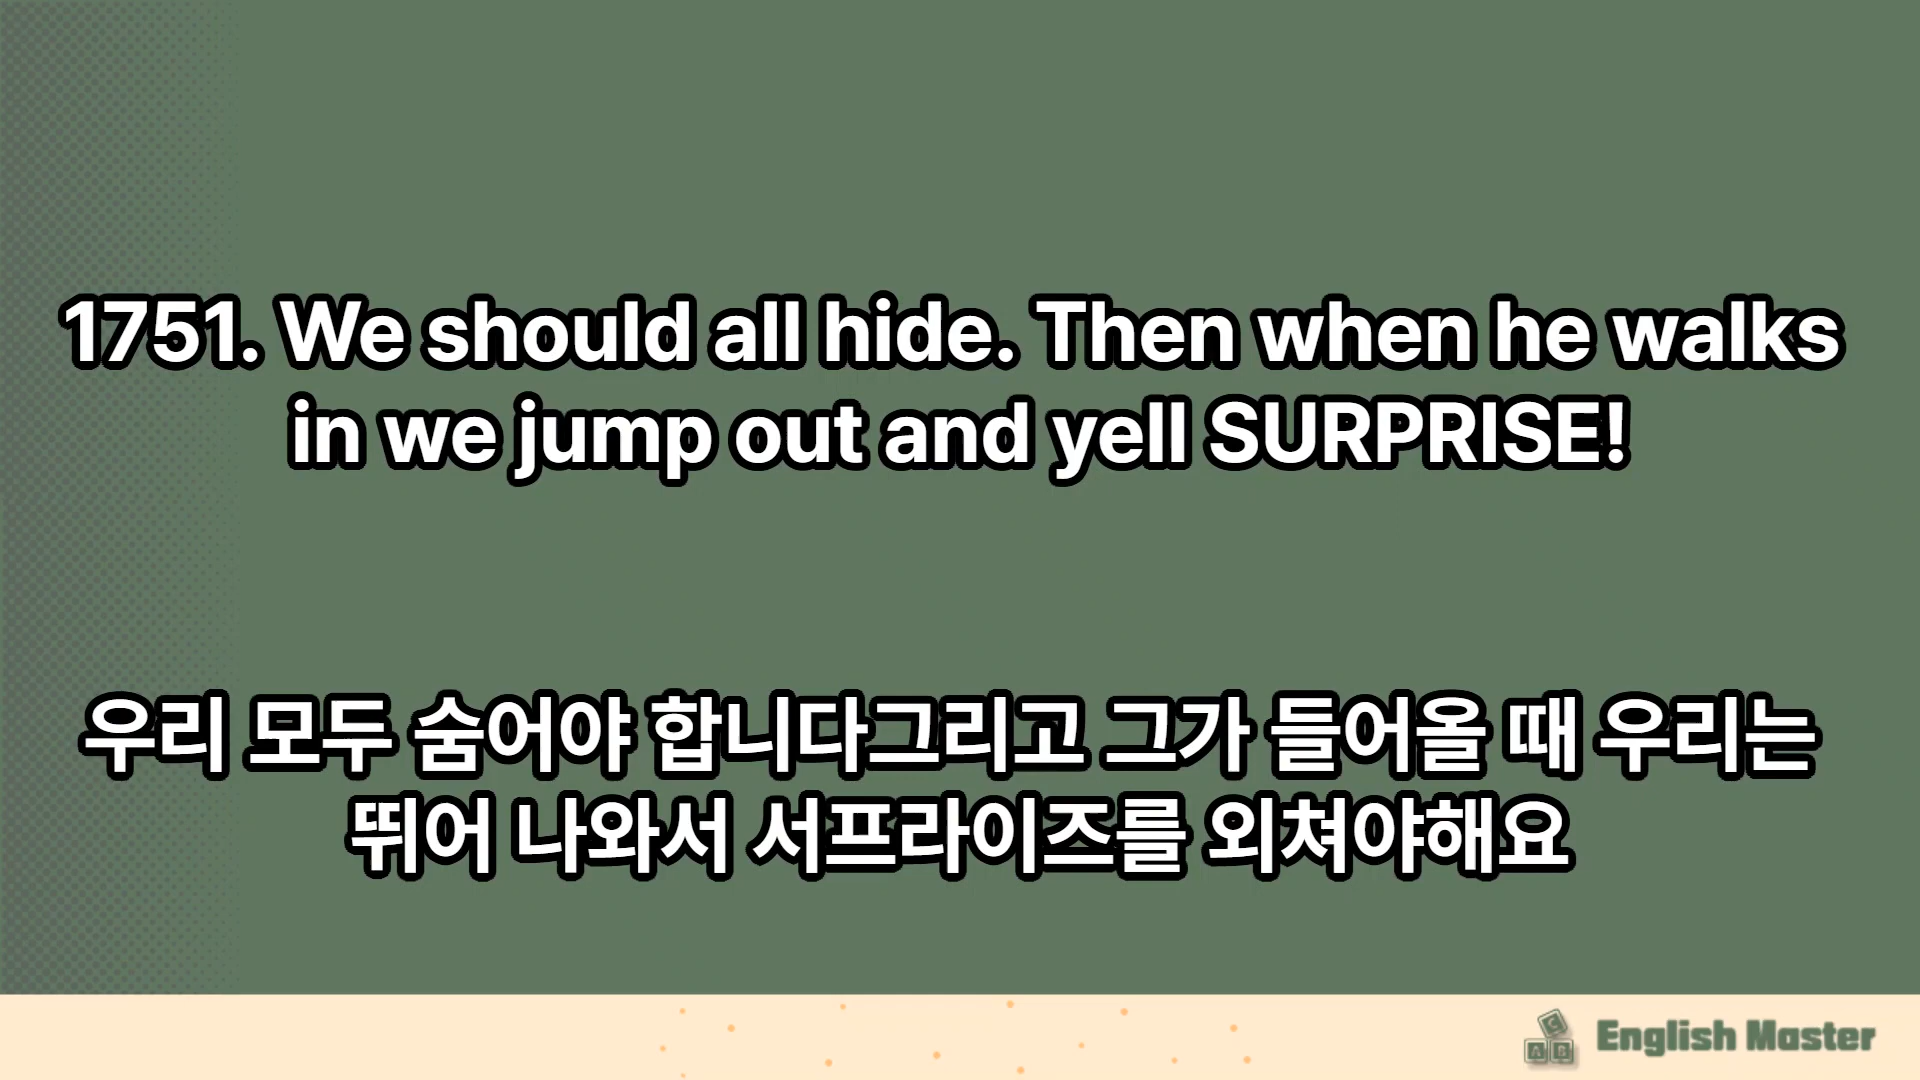 1751. We should all hide. Then when he walks
in we jump out and yell SURPRISE!
우리 모두 숨어야 합니다그리고 그가 들어올 때 우리는
뛰어 나와서 서프라이즈를 외쳐야해요
C
A B
English Master